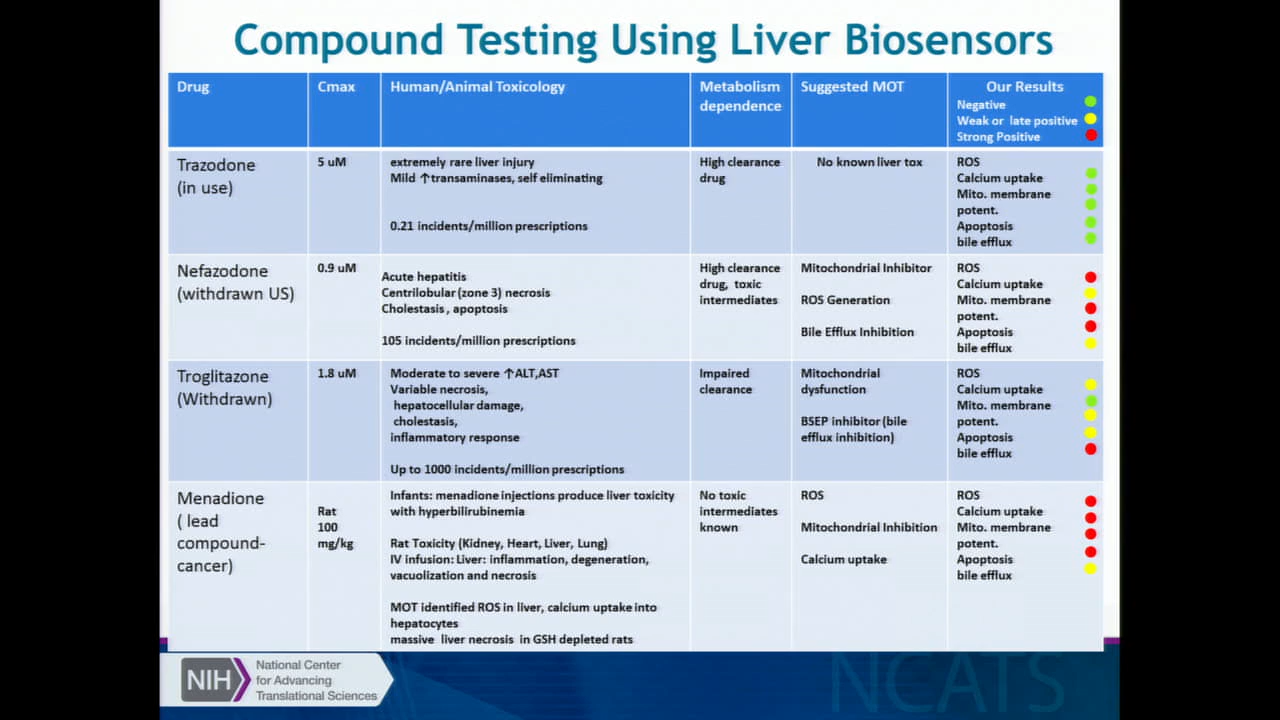 Compound Testing Using Liver Biosensors
Drug
Cmax
Human/Animal Toxicology
Metabolism
dependence
Suggested MOT
Our Results
Negative
Weak or late positive
Strong Positive
Trazodone
(in use)
5 uM
extremely rare liver injury
Mild ↑transaminases, self eliminating
0.21 incidents/million prescriptions
High clearance
drug
No known liver tox
ROS
Calcium uptake
Mito. membrane
potent.
Apoptosis
bile efflux
Nefazodone
(withdrawn US)
0.9 uM
Acute hepatitis
Centrilobular (zone 3) necrosis
Cholestasis, apoptosis
105 incidents/million prescriptions
High clearance
drug, toxic
intermediates
Mitochondrial Inhibitor
ROS Generation
Bile Efflux Inhibition
ROS
Calcium uptake
Mito. membrane
potent.
Apoptosis
bile efflux
Troglitazone
(Withdrawn)
1.8 uM
Moderate to severe ↑ALT,AST
Variable necrosis,
hepatocellular damage,
cholestasis,
inflammatory response
Up to 1000 incidents/million prescriptions
Impaired
clearance
Mitochondrial
dysfunction
BSEP inhibitor (bile
efflux inhibition)
ROS
Calcium uptake
Mito. membrane
potent.
Apoptosis
bile efflux
Menadione
( lead
compound-
cancer)
Rat
100
mg/kg
Infants: menadione injections produce liver toxicity
with hyperbilirubinemia
Rat Toxicity (Kidney, Heart, Liver, Lung)
IV infusion: Liver: inflammation, degeneration,
vacuolization and necrosis
MOT identified ROS in liver, calcium uptake into
hepatocytes
massive liver necrosis in GSH depleted rats
No toxic
intermediates
known
ROS
Mitochondrial Inhibition
Calcium uptake
ROS
Calcium uptake
Mito. membrane
potent.
Apoptosis
bile efflux
NIH
National Center
for Advancing
Translational Sciences
NCATS